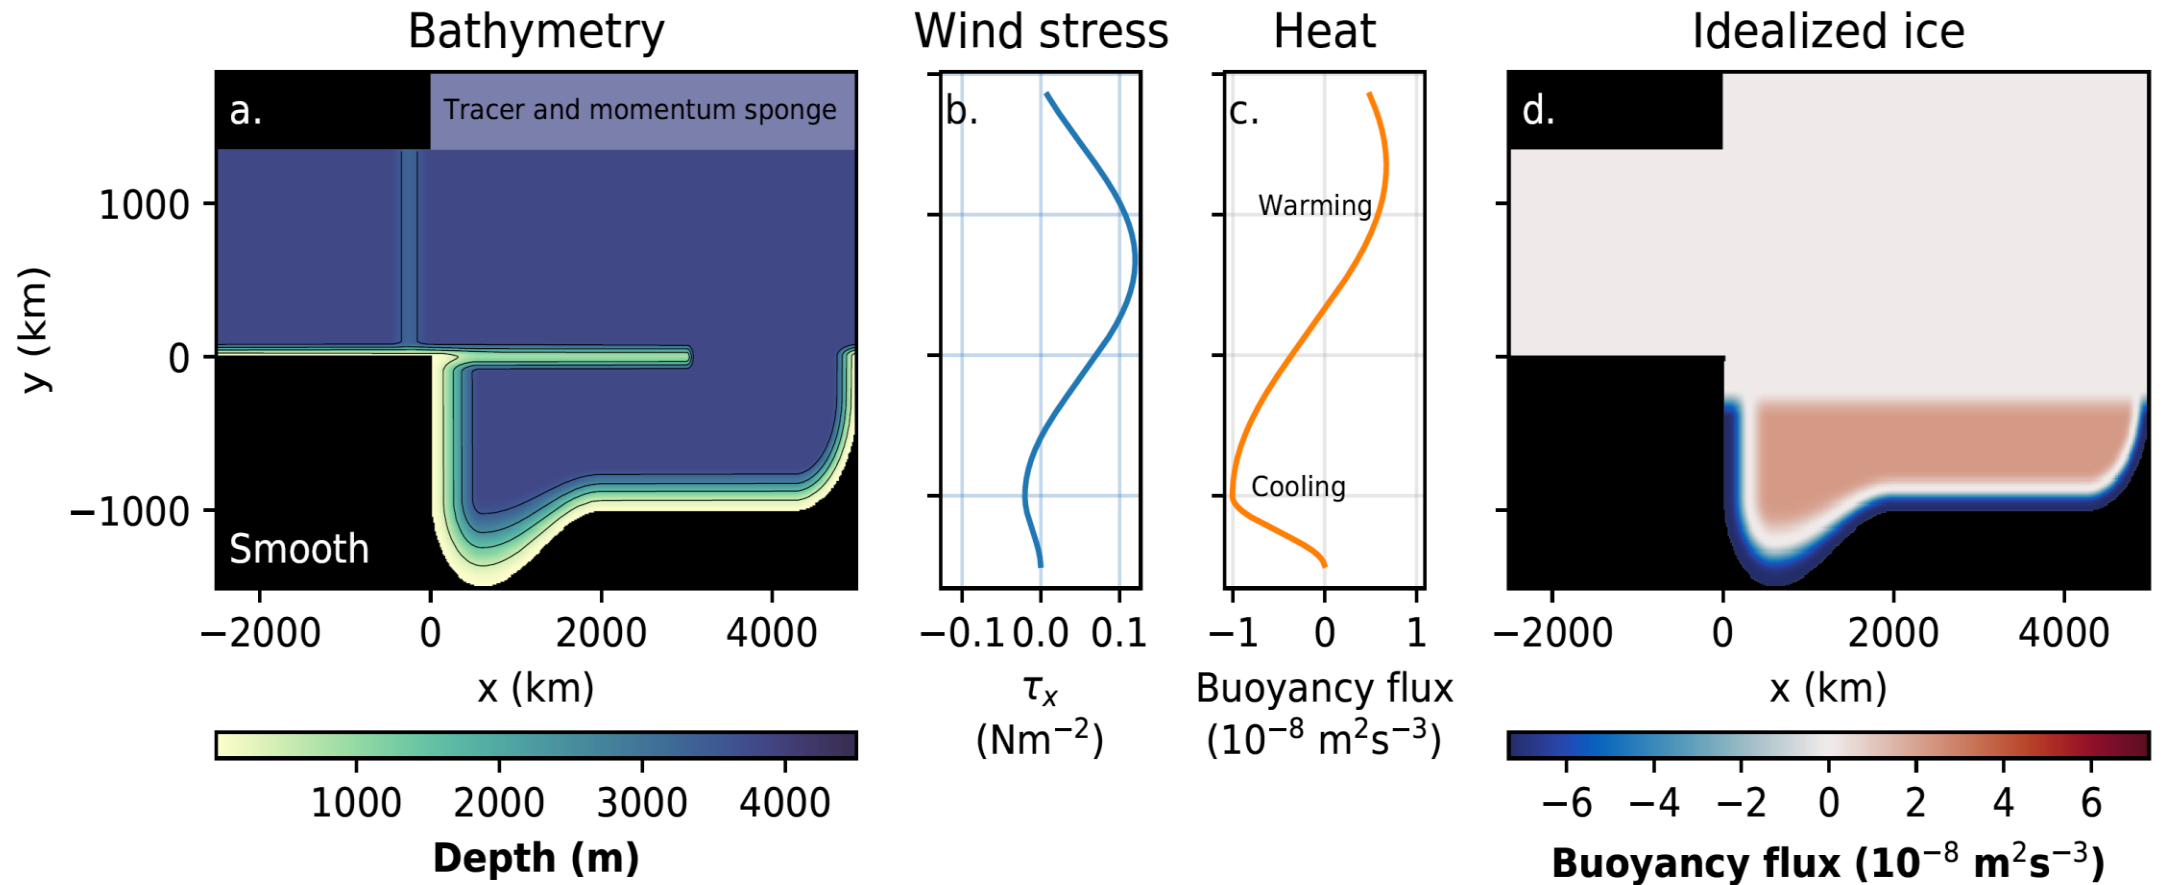 Bathymetry
Wind stress
Heat
Idealized ice
a.
Tracer and momentum sponge
b.
c.
d.
1000
Warming
0
y (km)
Cooling
−1000
Smooth
−2000 0 2000 4000
−0.1 0.0 0.1
−1 0 1
−2000 0 2000 4000
x (km)
τₓ
(Nm⁻²)
Buoyancy flux
(10⁻⁸ m²s⁻³)
x (km)
1000 2000 3000 4000
−6 −4 −2 0 2 4 6
Depth (m)
Buoyancy flux (10⁻⁸ m²s⁻³)